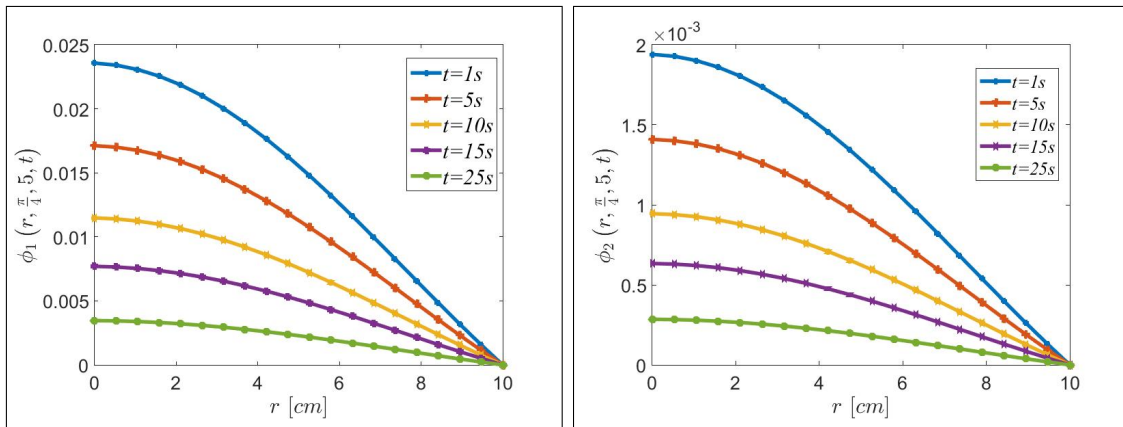 0.025
0.02
0.015
0.01
0.005
0
0 2 4 6 8 10
r [cm]
ϕ₁ (r, π/4, 5, t)
t=1s
t=5s
t=10s
t=15s
t=25s
×10⁻³
2
1.5
1
0.5
0
0 2 4 6 8 10
r [cm]
ϕ₂ (r, π/4, 5, t)
t=1s
t=5s
t=10s
t=15s
t=25s